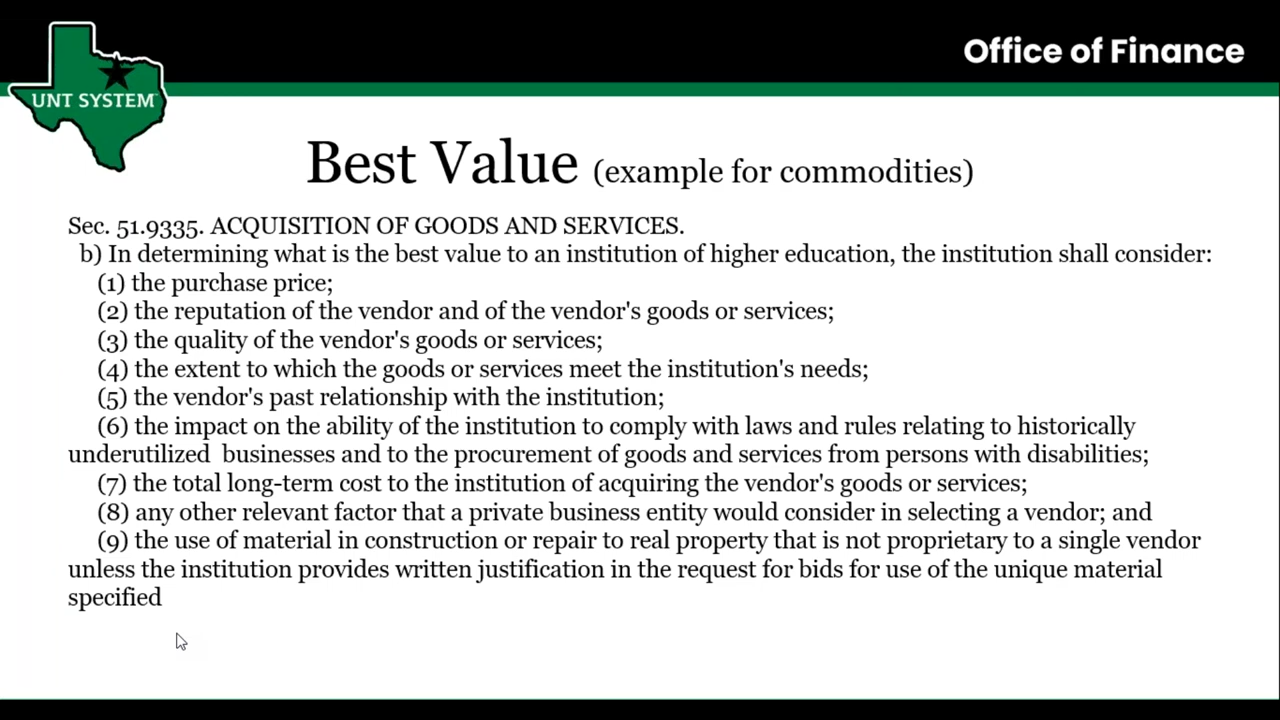 Office of Finance
UNT SYSTEM
Best Value (example for commodities)
Sec. 51.9335. ACQUISITION OF GOODS AND SERVICES.
b) In determining what is the best value to an institution of higher education, the institution shall consider:
(1) the purchase price;
(2) the reputation of the vendor and of the vendor's goods or services;
(3) the quality of the vendor's goods or services;
(4) the extent to which the goods or services meet the institution's needs;
(5) the vendor's past relationship with the institution;
(6) the impact on the ability of the institution to comply with laws and rules relating to historically
underutilized businesses and to the procurement of goods and services from persons with disabilities;
(7) the total long-term cost to the institution of acquiring the vendor's goods or services;
(8) any other relevant factor that a private business entity would consider in selecting a vendor; and
(9) the use of material in construction or repair to real property that is not proprietary to a single vendor
unless the institution provides written justification in the request for bids for use of the unique material
specified